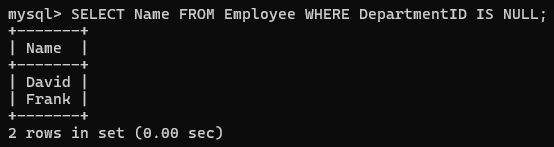 mysql> SELECT Name FROM Employee WHERE DepartmentID IS NULL;
+-------+
| Name  |
+-------+
| David |
| Frank |
+-------+
2 rows in set (0.00 sec)